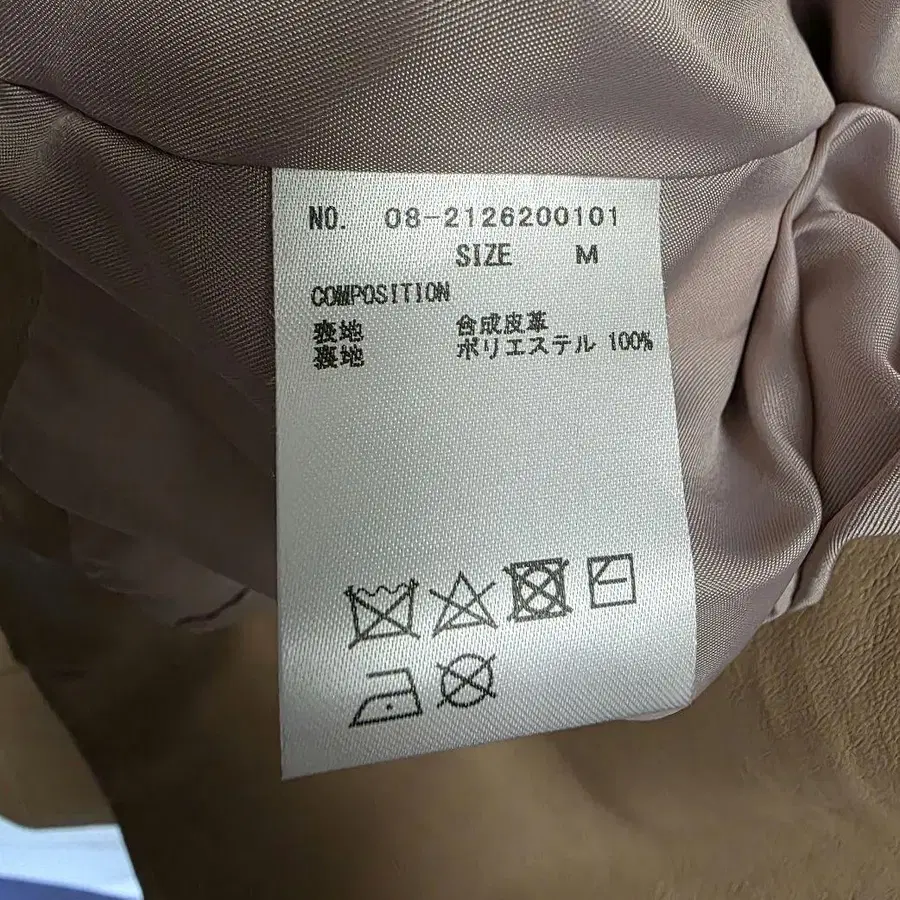 NO. 08-2126200101
SIZE M
COMPOSITION
表地 合成皮革
裏地 ポリエステル 100%